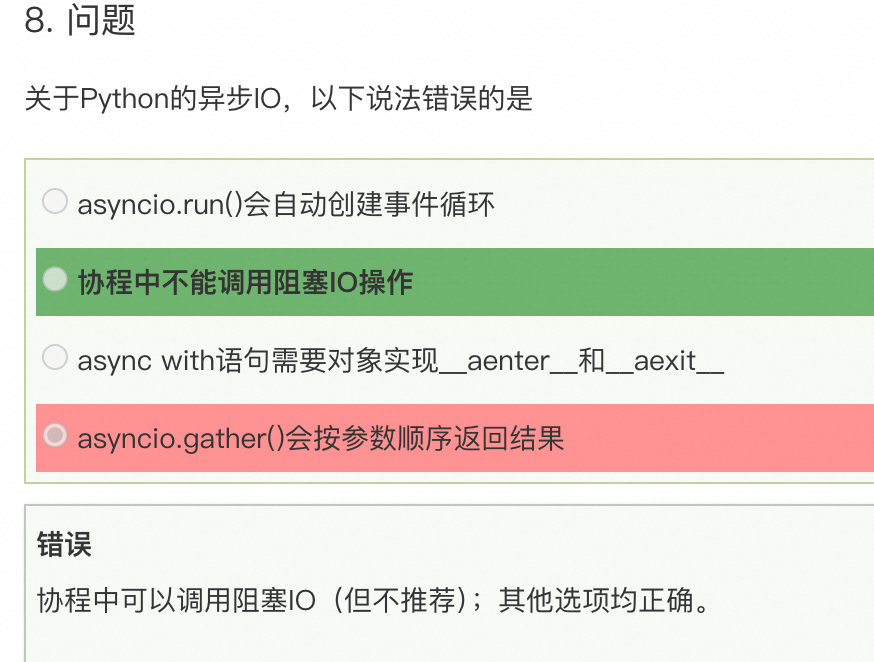 8. 问题
关于Python的异步IO，以下说法错误的是
asyncio.run()会自动创建事件循环
协程中不能调用阻塞IO操作
async with语句需要对象实现__aenter__和__aexit__
asyncio.gather()会按参数顺序返回结果
错误
协程中可以调用阻塞IO（但不推荐）；其他选项均正确。